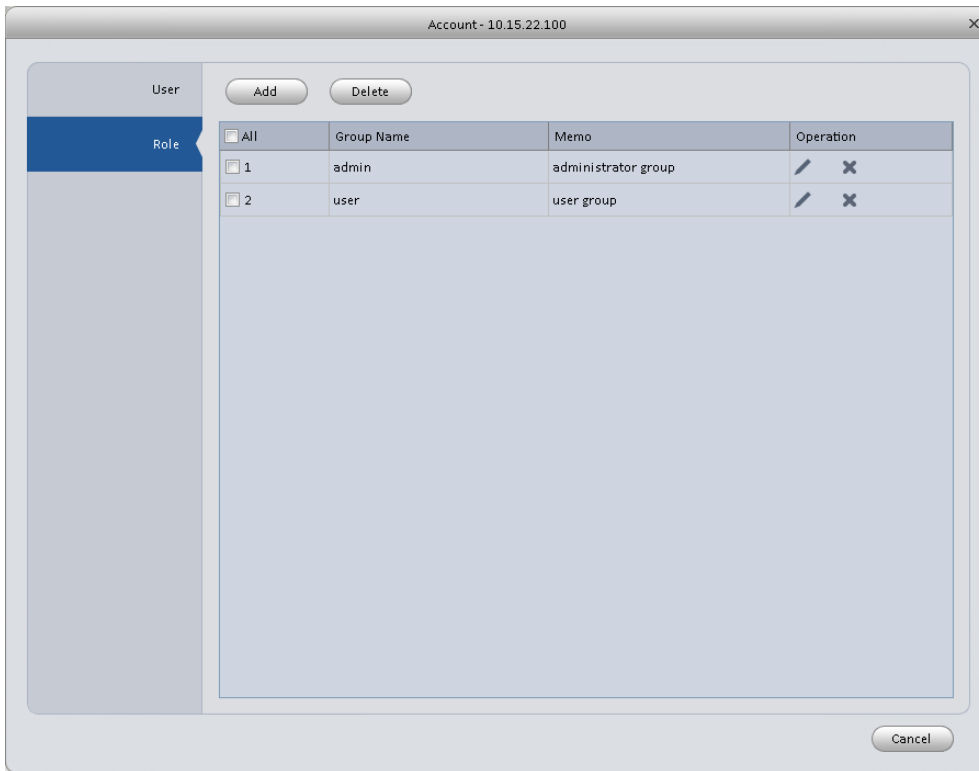 Account - 10.15.22.100
User
Role
Add Delete
All Group Name Memo Operation
1 admin administrator group
2 user user group
Cancel